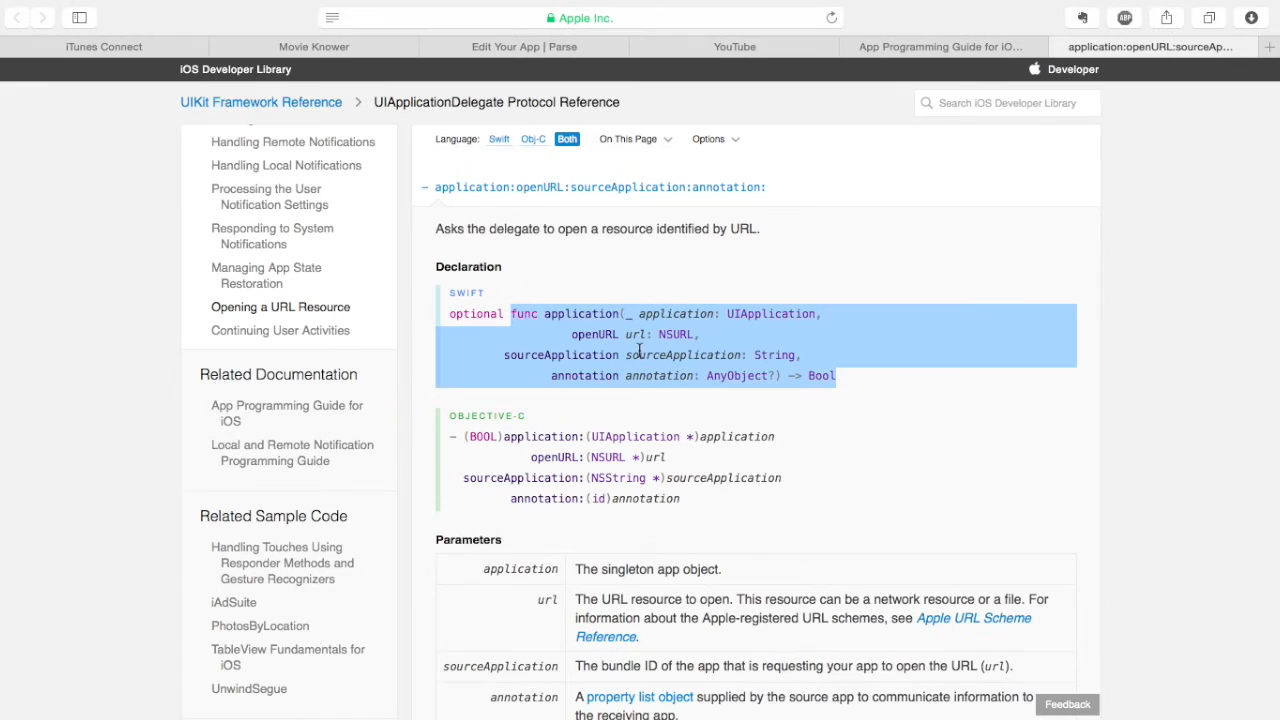 Apple Inc.
ABP
iTunes Connect
Movie Knower
Edit Your App | Parse
YouTube
App Programming Guide for iO...
application:openURL:sourceAp...
iOS Developer Library
Developer
UIKit Framework Reference > UIApplicationDelegate Protocol Reference
Search iOS Developer Library
Handling Remote Notifications
Handling Local Notifications
Processing the User
Notification Settings
Responding to System
Notifications
Managing App State
Restoration
Opening a URL Resource
Continuing User Activities
Related Documentation
App Programming Guide for
iOS
Local and Remote Notification
Programming Guide
Related Sample Code
Handling Touches Using
Responder Methods and
Gesture Recognizers
iAdSuite
PhotosByLocation
TableView Fundamentals for
iOS
UnwindSegue
Language: Swift Obj-C Both On This Page Options
- application:openURL:sourceApplication:annotation:
Asks the delegate to open a resource identified by URL.
Declaration
SWIFT
optional func application(_ application: UIApplication,
openURL url: NSURL,
sourceApplication sourceApplication: String,
annotation annotation: AnyObject?) -> Bool
OBJECTIVE-C
- (BOOL)application:(UIApplication *)application
openURL:(NSURL *)url
sourceApplication:(NSString *)sourceApplication
annotation:(id)annotation
Parameters
application The singleton app object.
url The URL resource to open. This resource can be a network resource or a file. For
information about the Apple-registered URL schemes, see Apple URL Scheme
Reference.
sourceApplication The bundle ID of the app that is requesting your app to open the URL (url).
annotation A property list object supplied by the source app to communicate information to
the receiving app.
Feedback